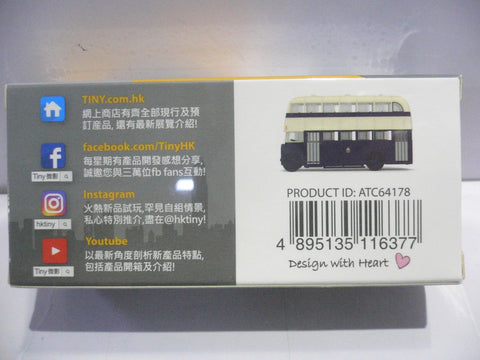 TINY.com.hk
網上商店有齊全部現行及預
訂産品, 還有最新展覽介紹!
facebook.com/TinyHK
每星期有產品開發感想分享,
誠邀您與三萬位fb fans互動!
Tiny 微影
Instagram
火熱新品試玩,罕見自組情景,
私心特別推介,盡在@hktiny!
hktiny
Youtube
以最新角度剖析新產品特點,
包括產品開箱及介紹!
Tiny 微影
PRODUCT ID: ATC64178
4 895135 116377
Design with Heart